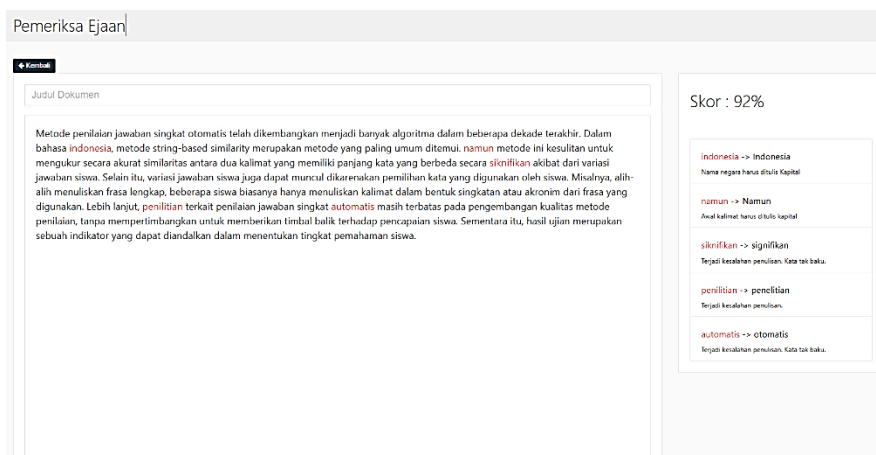 Pemeriksa Ejaan
Kembali
Judul Dokumen
Metode penilaian jawaban singkat otomatis telah dikembangkan menjadi banyak algoritma dalam beberapa dekade terakhir. Dalam
bahasa indonesia, metode string-based similarity merupakan metode yang paling umum ditemui. namun metode ini kesulitan untuk
mengukur secara akurat similaritas antara dua kalimat yang memiliki panjang kata yang berbeda secara siknifikan akibat dari variasi
jawaban siswa. Selain itu, variasi jawaban siswa juga dapat muncul dikarenakan pemilihan kata yang digunakan oleh siswa. Misalnya, alih-
alih menuliskan frasa lengkap, beberapa siswa biasanya hanya menuliskan kalimat dalam bentuk singkatan atau akronim dari frasa yang
digunakan. Lebih lanjut, penilitian terkait penilaian jawaban singkat automatis masih terbatas pada pengembangan kualitas metode
penilaian, tanpa mempertimbangkan untuk memberikan timbal balik terhadap pencapaian siswa. Sementara itu, hasil ujian merupakan
sebuah indikator yang dapat diandalkan dalam menentukan tingkat pemahaman siswa.
Skor : 92%
indonesia -> Indonesia
Nama negara harus ditulis Kapital
namun -> Namun
Awal kalimat harus ditulis kapital
siknifikan -> signifikan
Terjadi kesalahan penulisan. Kata tak baku.
penilitian -> penelitian
Terjadi kesalahan penulisan.
automatis -> otomatis
Terjadi kesalahan penulisan. Kata tak baku.